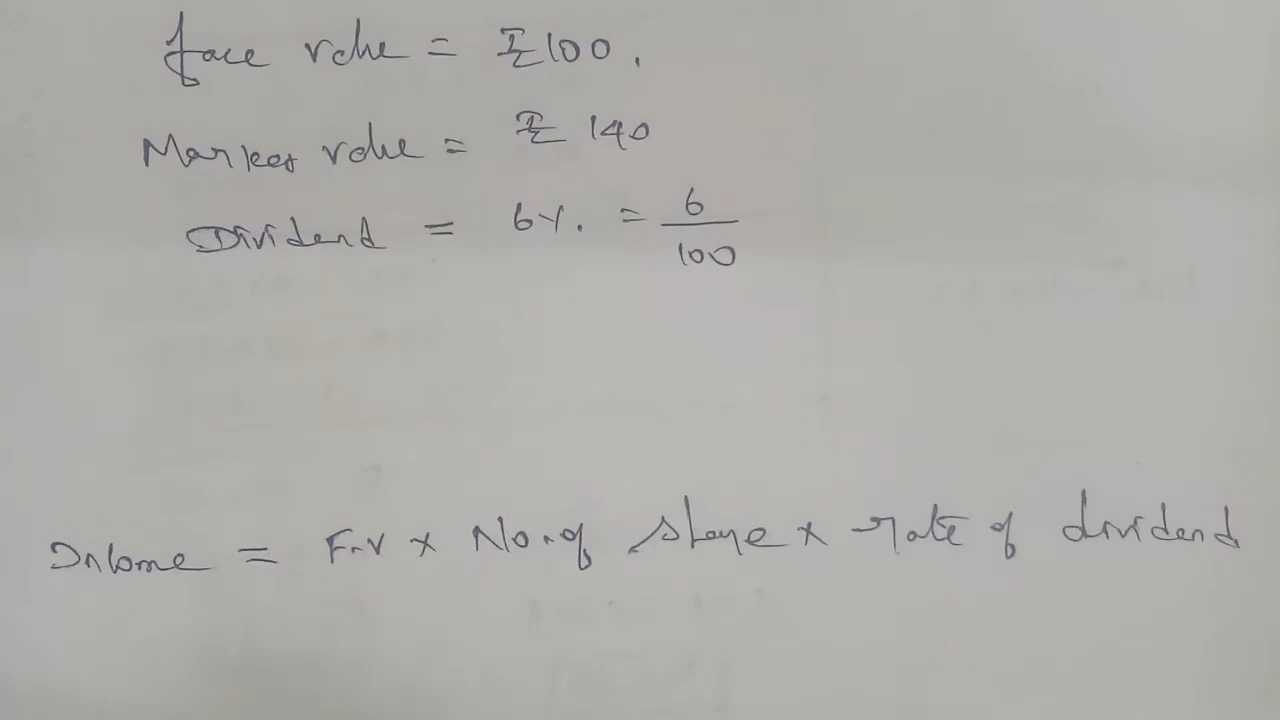 face value = ₹100.
Market value = ₹ 140
Dividend = 6%. = 6/100
Income = F.V × No. of share × rate of dividend